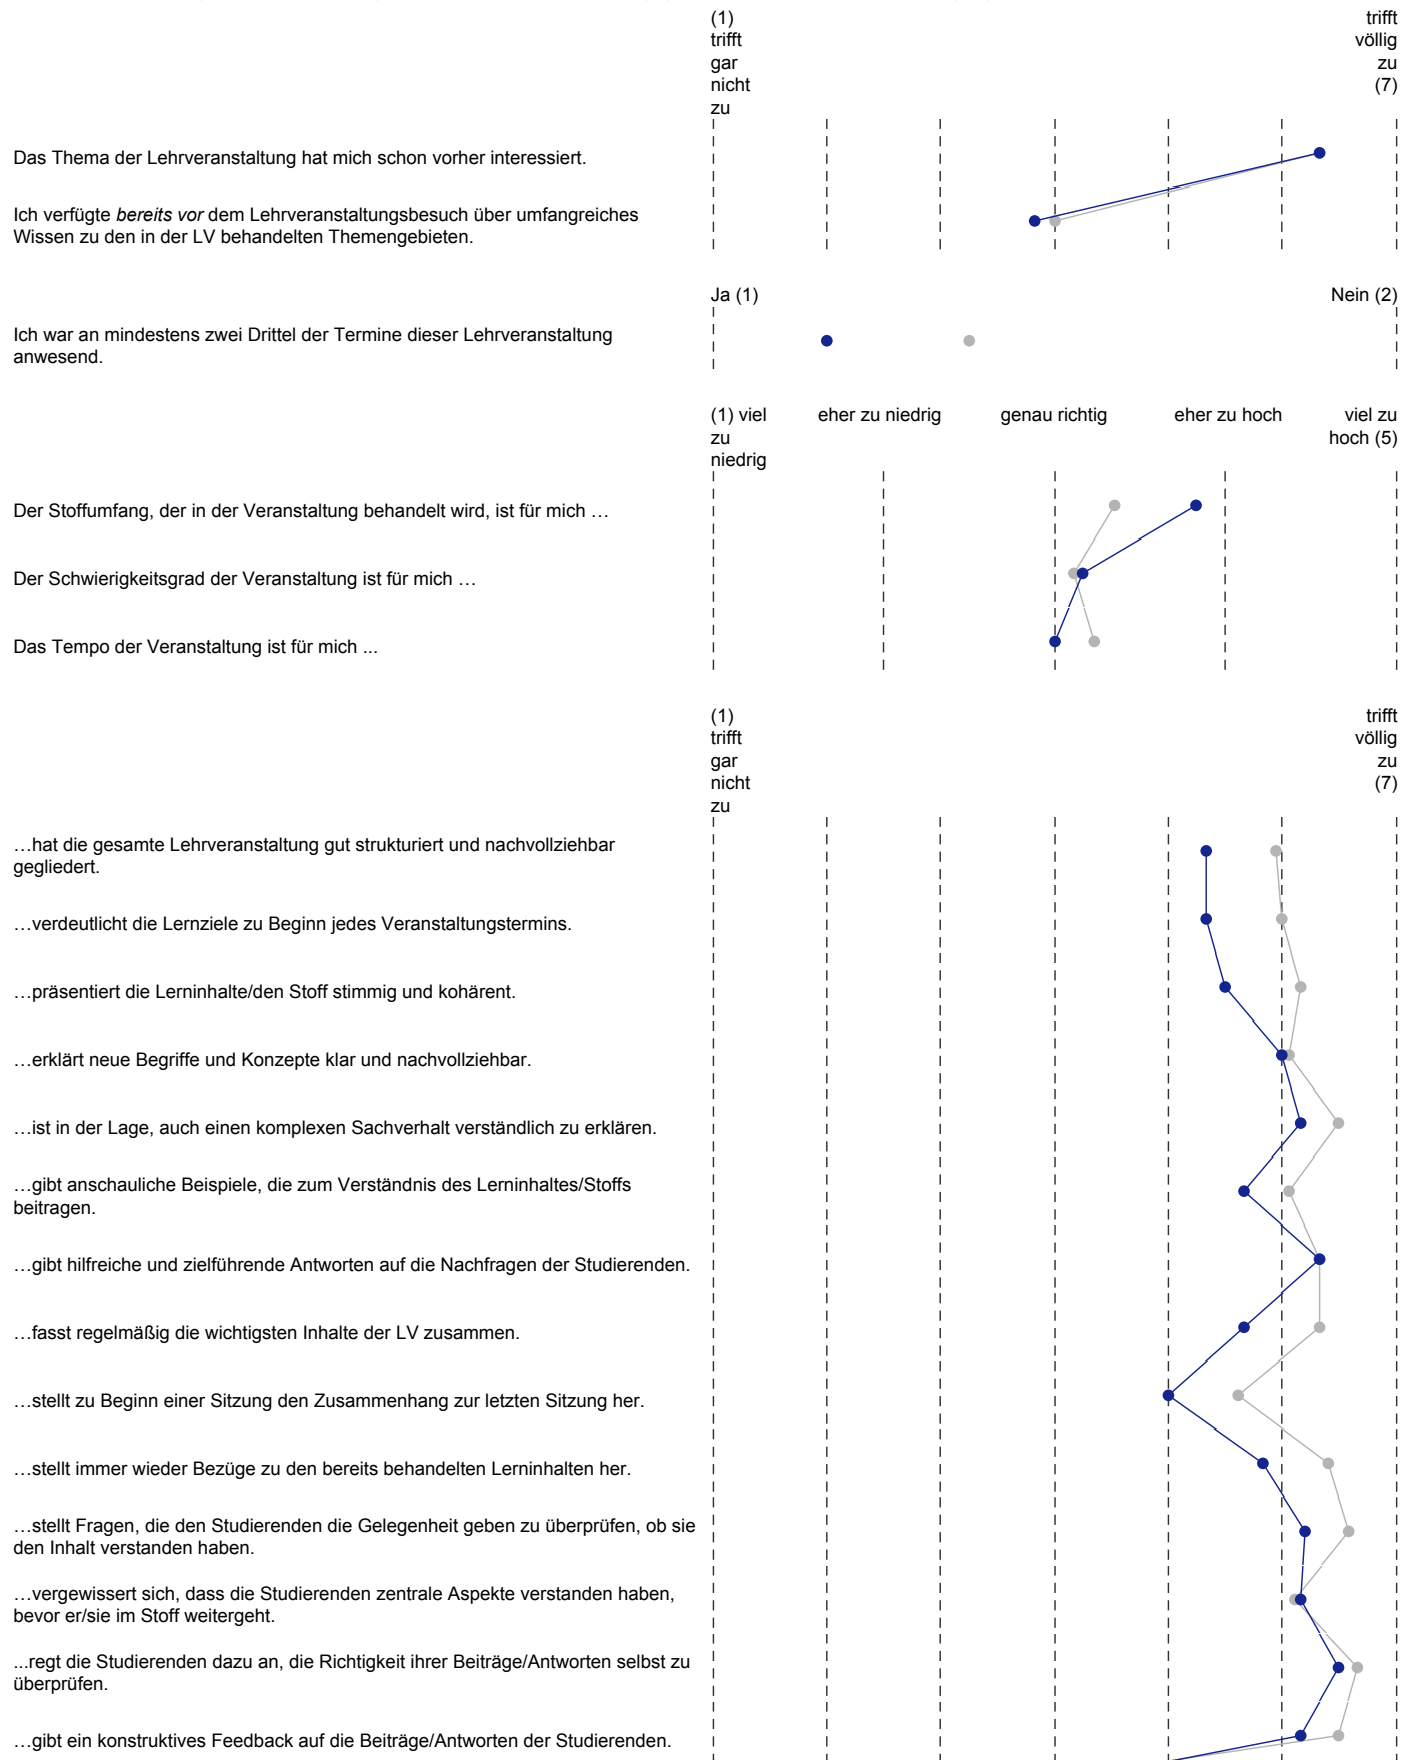 (1)
trifft
gar
nicht
zu
trifft
völlig
zu
(7)
Das Thema der Lehrveranstaltung hat mich schon vorher interessiert.
Ich verfügte bereits vor dem Lehrveranstaltungsbesuch über umfangreiches
Wissen zu den in der LV behandelten Themengebieten.
Ja (1)
Nein (2)
Ich war an mindestens zwei Drittel der Termine dieser Lehrveranstaltung
anwesend.
(1) viel
zu
niedrig
eher zu niedrig
genau richtig
eher zu hoch
viel zu
hoch (5)
Der Stoffumfang, der in der Veranstaltung behandelt wird, ist für mich …
Der Schwierigkeitsgrad der Veranstaltung ist für mich …
Das Tempo der Veranstaltung ist für mich ...
(1)
trifft
gar
nicht
zu
trifft
völlig
zu
(7)
…hat die gesamte Lehrveranstaltung gut strukturiert und nachvollziehbar
gegliedert.
…verdeutlicht die Lernziele zu Beginn jedes Veranstaltungstermins.
…präsentiert die Lerninhalte/den Stoff stimmig und kohärent.
…erklärt neue Begriffe und Konzepte klar und nachvollziehbar.
…ist in der Lage, auch einen komplexen Sachverhalt verständlich zu erklären.
…gibt anschauliche Beispiele, die zum Verständnis des Lerninhaltes/Stoffs
beitragen.
…gibt hilfreiche und zielführende Antworten auf die Nachfragen der Studierenden.
…fasst regelmäßig die wichtigsten Inhalte der LV zusammen.
…stellt zu Beginn einer Sitzung den Zusammenhang zur letzten Sitzung her.
…stellt immer wieder Bezüge zu den bereits behandelten Lerninhalten her.
…stellt Fragen, die den Studierenden die Gelegenheit geben zu überprüfen, ob sie
den Inhalt verstanden haben.
…vergewissert sich, dass die Studierenden zentrale Aspekte verstanden haben,
bevor er/sie im Stoff weitergeht.
...regt die Studierenden dazu an, die Richtigkeit ihrer Beiträge/Antworten selbst zu
überprüfen.
…gibt ein konstruktives Feedback auf die Beiträge/Antworten der Studierenden.